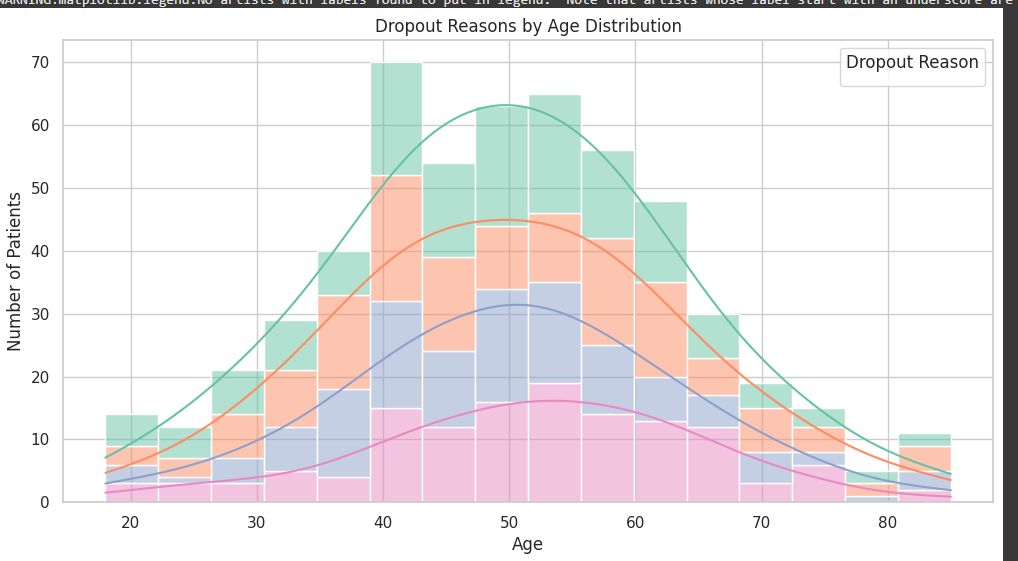 WARNING:matplotlib.legend:No artists with labels found to put in legend.  Note that artists whose label start with an underscore are
Dropout Reasons by Age Distribution
Dropout Reason
70
60
50
40
30
20
10
0
Number of Patients
20 30 40 50 60 70 80
Age